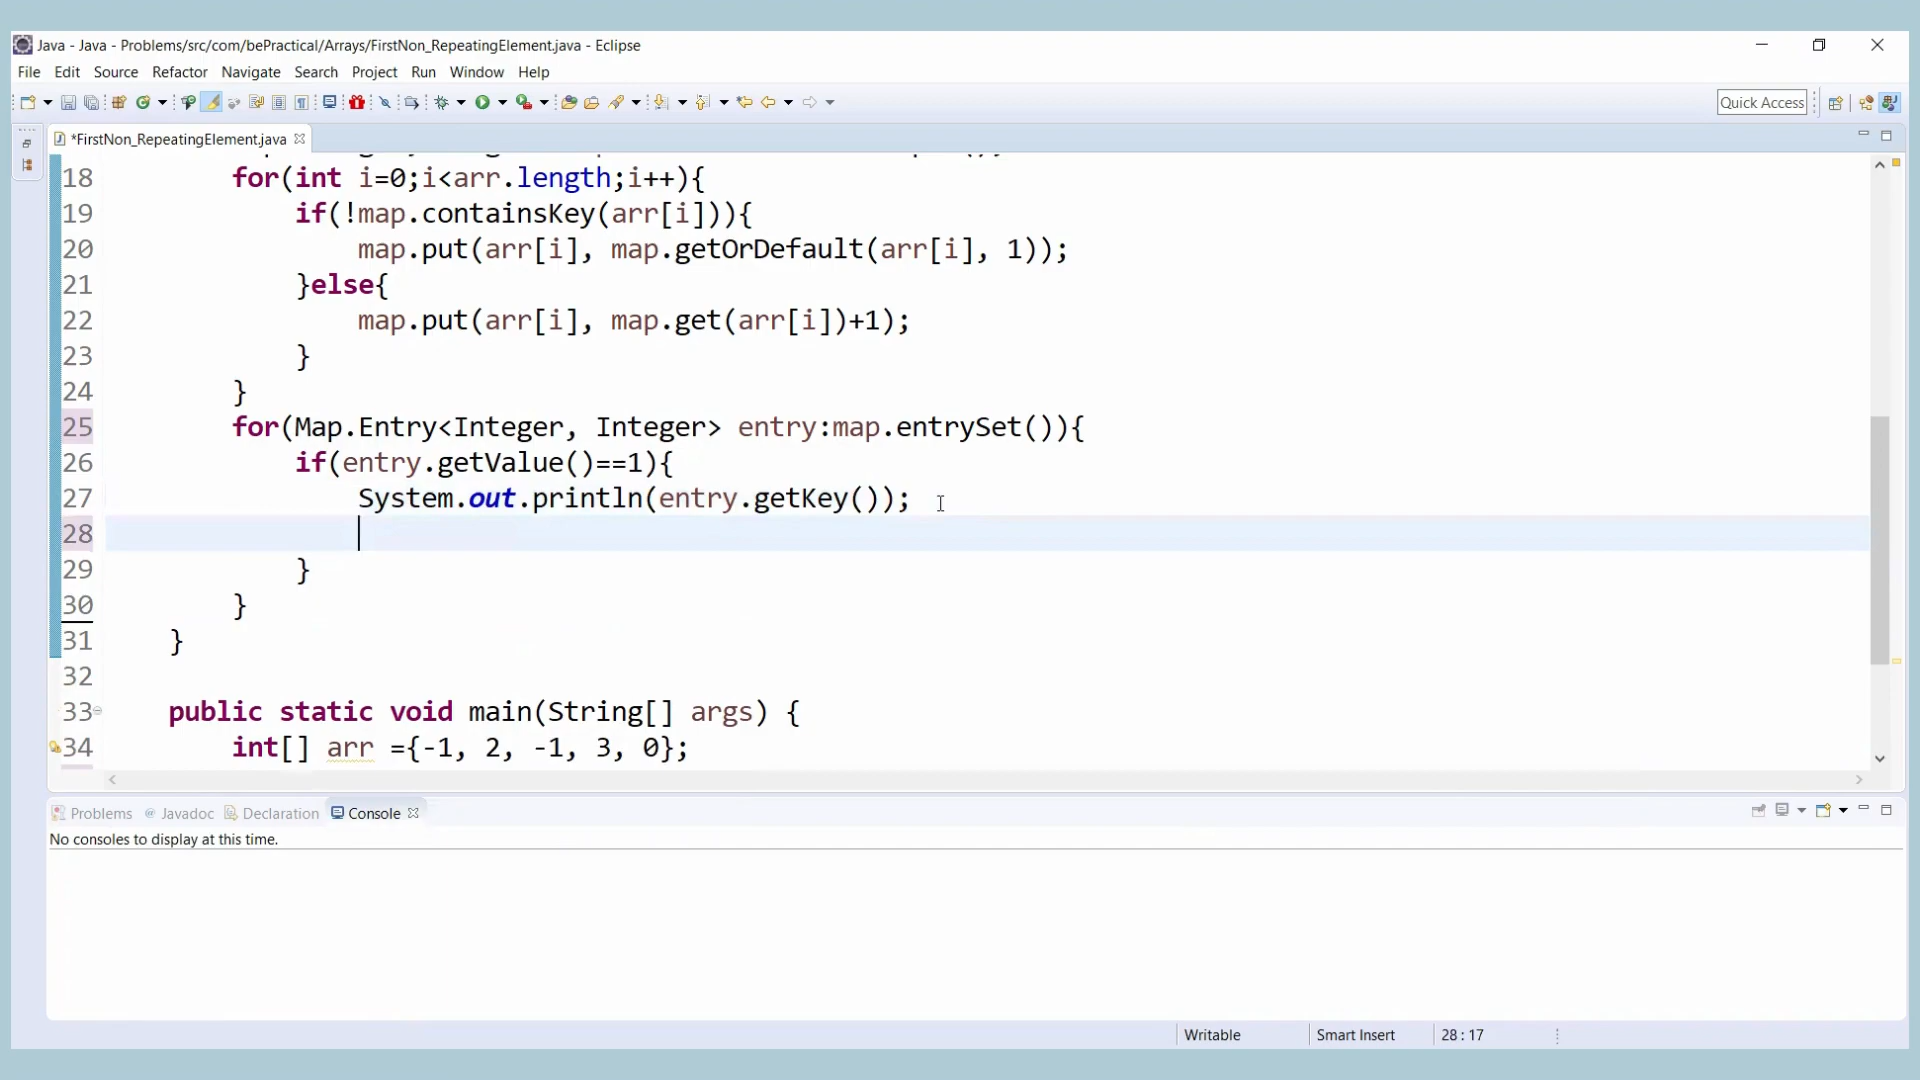 Java - Java - Problems/src/com/bePractical/Arrays/FirstNon_RepeatingElement.java - Eclipse
File Edit Source Refactor Navigate Search Project Run Window Help
Quick Access
*FirstNon_RepeatingElement.java
18 for(int i=0;i<arr.length;i++){
19 if(!map.containsKey(arr[i])){
20 map.put(arr[i], map.getOrDefault(arr[i], 1));
21 }else{
22 map.put(arr[i], map.get(arr[i])+1);
23 }
24 }
25 for(Map.Entry<Integer, Integer> entry:map.entrySet()){
26 if(entry.getValue()==1){
27 System.out.println(entry.getKey());
28
29 }
30 }
31 }
32
33 public static void main(String[] args) {
34 int[] arr ={-1, 2, -1, 3, 0};
Problems @ Javadoc Declaration Console
No consoles to display at this time.
Writable Smart Insert 28 : 17